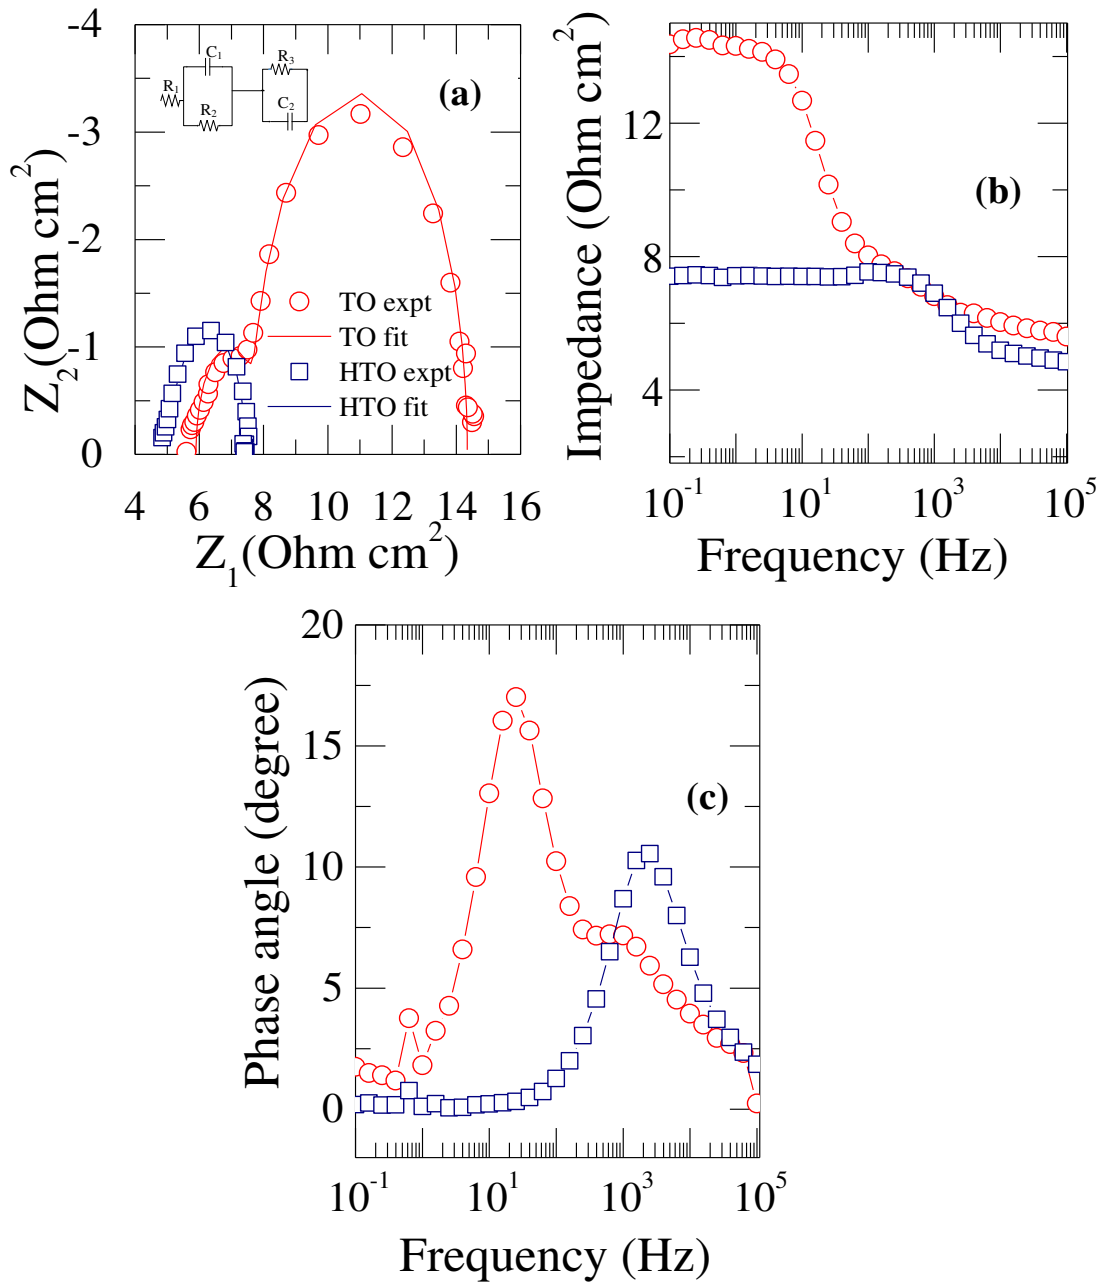 -4
-3
-2
-1
0
Z₂(Ohm cm²)
C₁
R₁
R₂
R₃
C₂
(a)
TO expt
TO fit
HTO expt
HTO fit
4 6 8 10 12 14 16
Z₁(Ohm cm²)
Impedance (Ohm cm²)
12
8
4
(b)
10⁻¹ 10¹ 10³ 10⁵
Frequency (Hz)
Phase angle (degree)
20
15
10
5
0
(c)
10⁻¹ 10¹ 10³ 10⁵
Frequency (Hz)